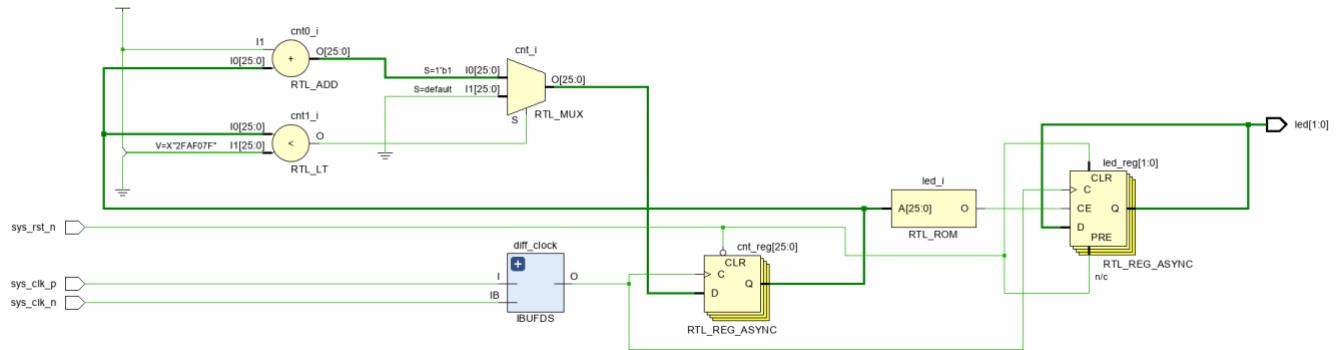 cnt0_i
I1
I0[25:0]
+
O[25:0]
RTL_ADD
cnt_i
S=1'b1
I0[25:0]
S=default
I1[25:0]
O[25:0]
S
RTL_MUX
cnt1_i
I0[25:0]
V=X"2FAF07F"
I1[25:0]
<
O
RTL_LT
sys_rst_n
sys_clk_p
sys_clk_n
diff_clock
+
I
IB
O
IBUFDS
cnt_reg[25:0]
CLR
C
D
Q
RTL_REG_ASYNC
led_i
A[25:0]
O
RTL_ROM
led_reg[1:0]
CLR
C
CE
D
Q
PRE
RTL_REG_ASYNC
n/c
led[1:0]